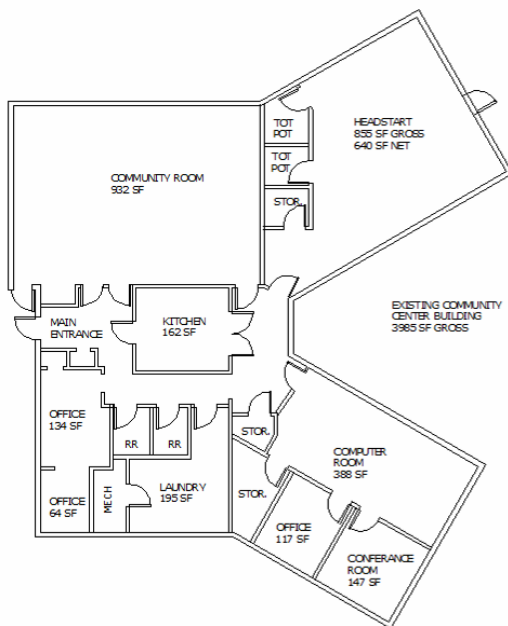 TOT
POT
HEADSTART
855 SF GROSS
640 SF NET
TOT
POT
STOR.
COMMUNITY ROOM
932 SF
EXISTING COMMUNITY
CENTER BUILDING
3985 SF GROSS
MAIN
ENTRANCE
KITCHEN
162 SF
OFFICE
134 SF
RR
RR
STOR.
COMPUTER
ROOM
388 SF
OFFICE
64 SF
MECH
LAUNDRY
195 SF
STOR.
OFFICE
117 SF
CONFERANCE
ROOM
147 SF